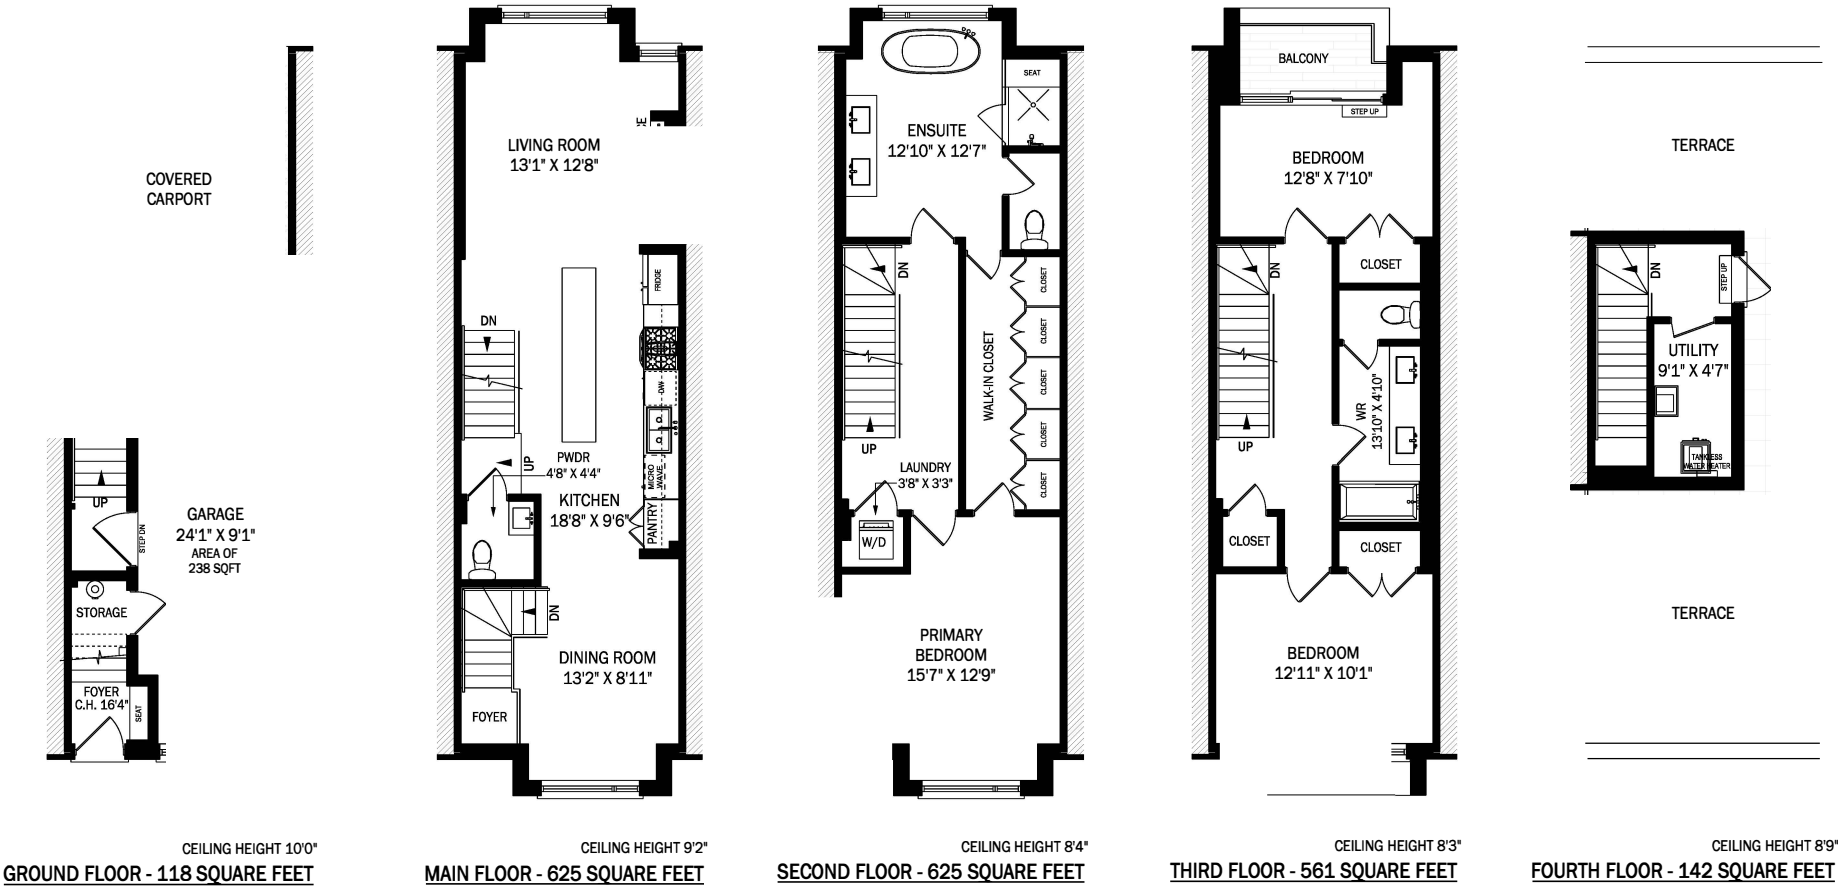 COVERED
CARPORT
UP
STEP DN
GARAGE
24'1" X 9'1"
AREA OF
238 SQFT
STORAGE
FOYER
C.H. 16'4"
SEAT
CEILING HEIGHT 10'0"
GROUND FLOOR - 118 SQUARE FEET
LIVING ROOM
13'1" X 12'8"
FRIDGE
DN
DW
UP
PWDR
4'8" X 4'4"
MICRO
WAVE
KITCHEN
18'8" X 9'6"
PANTRY
DN
DINING ROOM
13'2" X 8'11"
FOYER
CEILING HEIGHT 9'2"
MAIN FLOOR - 625 SQUARE FEET
SEAT
ENSUITE
12'10" X 12'7"
DN
CLOSET
CLOSET
WALK-IN CLOSET
CLOSET
CLOSET
CLOSET
UP
LAUNDRY
3'8" X 3'3"
W/D
PRIMARY
BEDROOM
15'7" X 12'9"
CEILING HEIGHT 8'4"
SECOND FLOOR - 625 SQUARE FEET
BALCONY
STEP UP
BEDROOM
12'8" X 7'10"
DN
CLOSET
WR
13'10" X 4'10"
UP
CLOSET
CLOSET
BEDROOM
12'11" X 10'1"
CEILING HEIGHT 8'3"
THIRD FLOOR - 561 SQUARE FEET
TERRACE
DN
STEP UP
UTILITY
9'1" X 4'7"
TANKLESS
WATER HEATER
TERRACE
CEILING HEIGHT 8'9"
FOURTH FLOOR - 142 SQUARE FEET